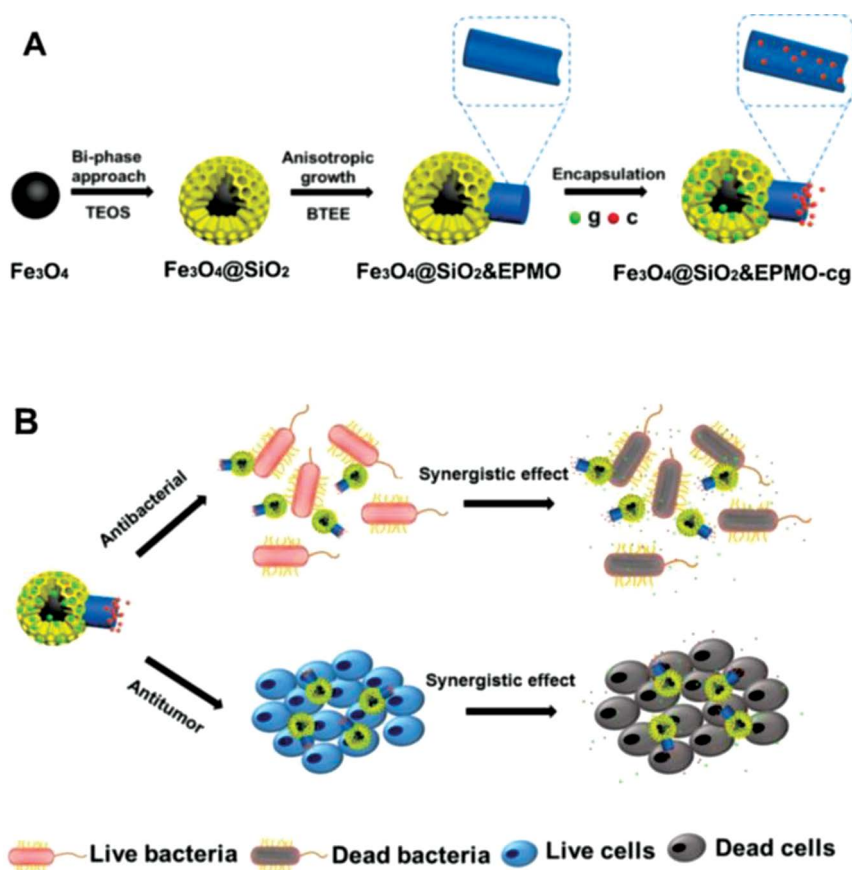 A
Bi-phase
approach
TEOS
Anisotropic
growth
BTEE
Encapsulation
g c
Fe₃O₄
Fe₃O₄@SiO₂
Fe₃O₄@SiO₂&EPMO
Fe₃O₄@SiO₂&EPMO-cg
B
Antibacterial
Synergistic effect
Antitumor
Synergistic effect
Live bacteria
Dead bacteria
Live cells
Dead cells